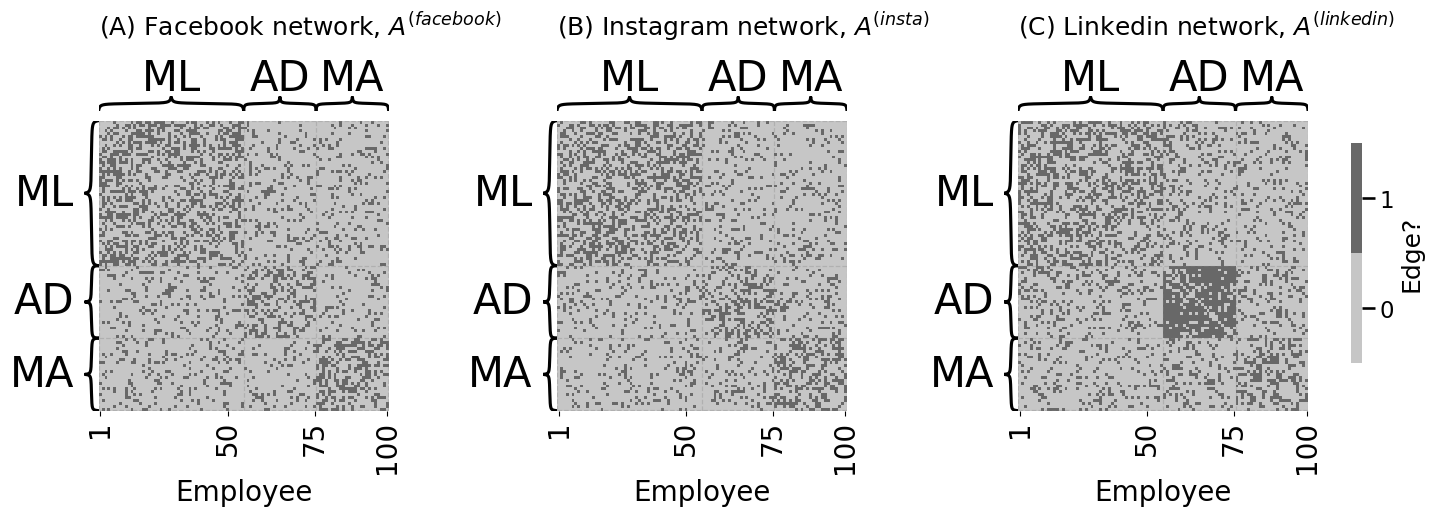 (A) Facebook network, A^(facebook)
ML AD MA
ML
AD
MA
1 50 75 100
Employee
(B) Instagram network, A^(insta)
ML AD MA
ML
AD
MA
1 50 75 100
Employee
(C) Linkedin network, A^(linkedin)
ML AD MA
ML
AD
MA
1 50 75 100
Employee
1
0
Edge?